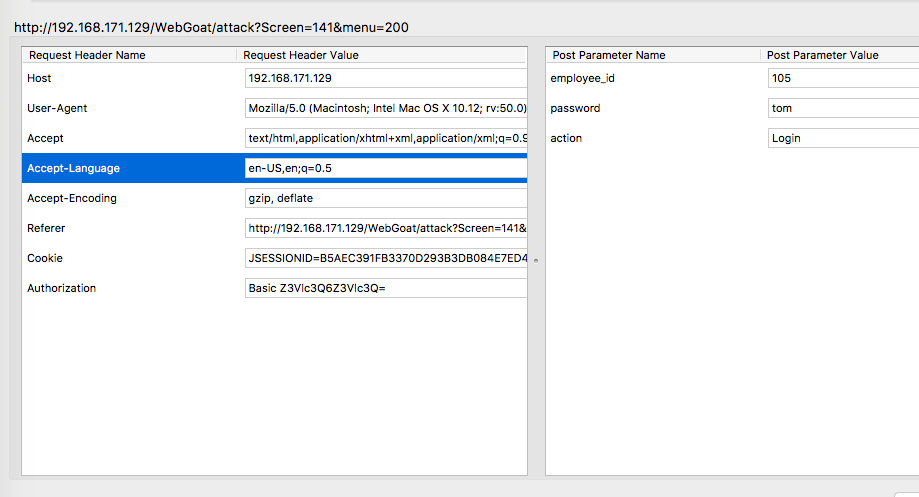 http://192.168.171.129/WebGoat/attack?Screen=141&menu=200
Request Header Name Request Header Value
Host 192.168.171.129
User-Agent Mozilla/5.0 (Macintosh; Intel Mac OS X 10.12; rv:50.0)
Accept text/html,application/xhtml+xml,application/xml;q=0.9
Accept-Language en-US,en;q=0.5
Accept-Encoding gzip, deflate
Referer http://192.168.171.129/WebGoat/attack?Screen=141&
Cookie JSESSIONID=B5AEC391FB3370D293B3DB084E7ED4
Authorization Basic Z3Vlc3Q6Z3Vlc3Q=
Post Parameter Name Post Parameter Value
employee_id 105
password tom
action Login